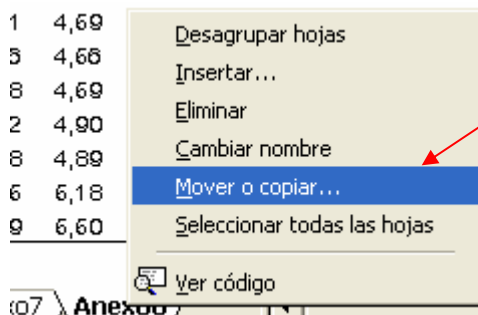 1 4,69
6 4,66
8 4,69
2 4,90
8 4,89
6 6,18
9 6,60
Desagrupar hojas
Insertar...
Eliminar
Cambiar nombre
Mover o copiar...
Seleccionar todas las hojas
Ver código